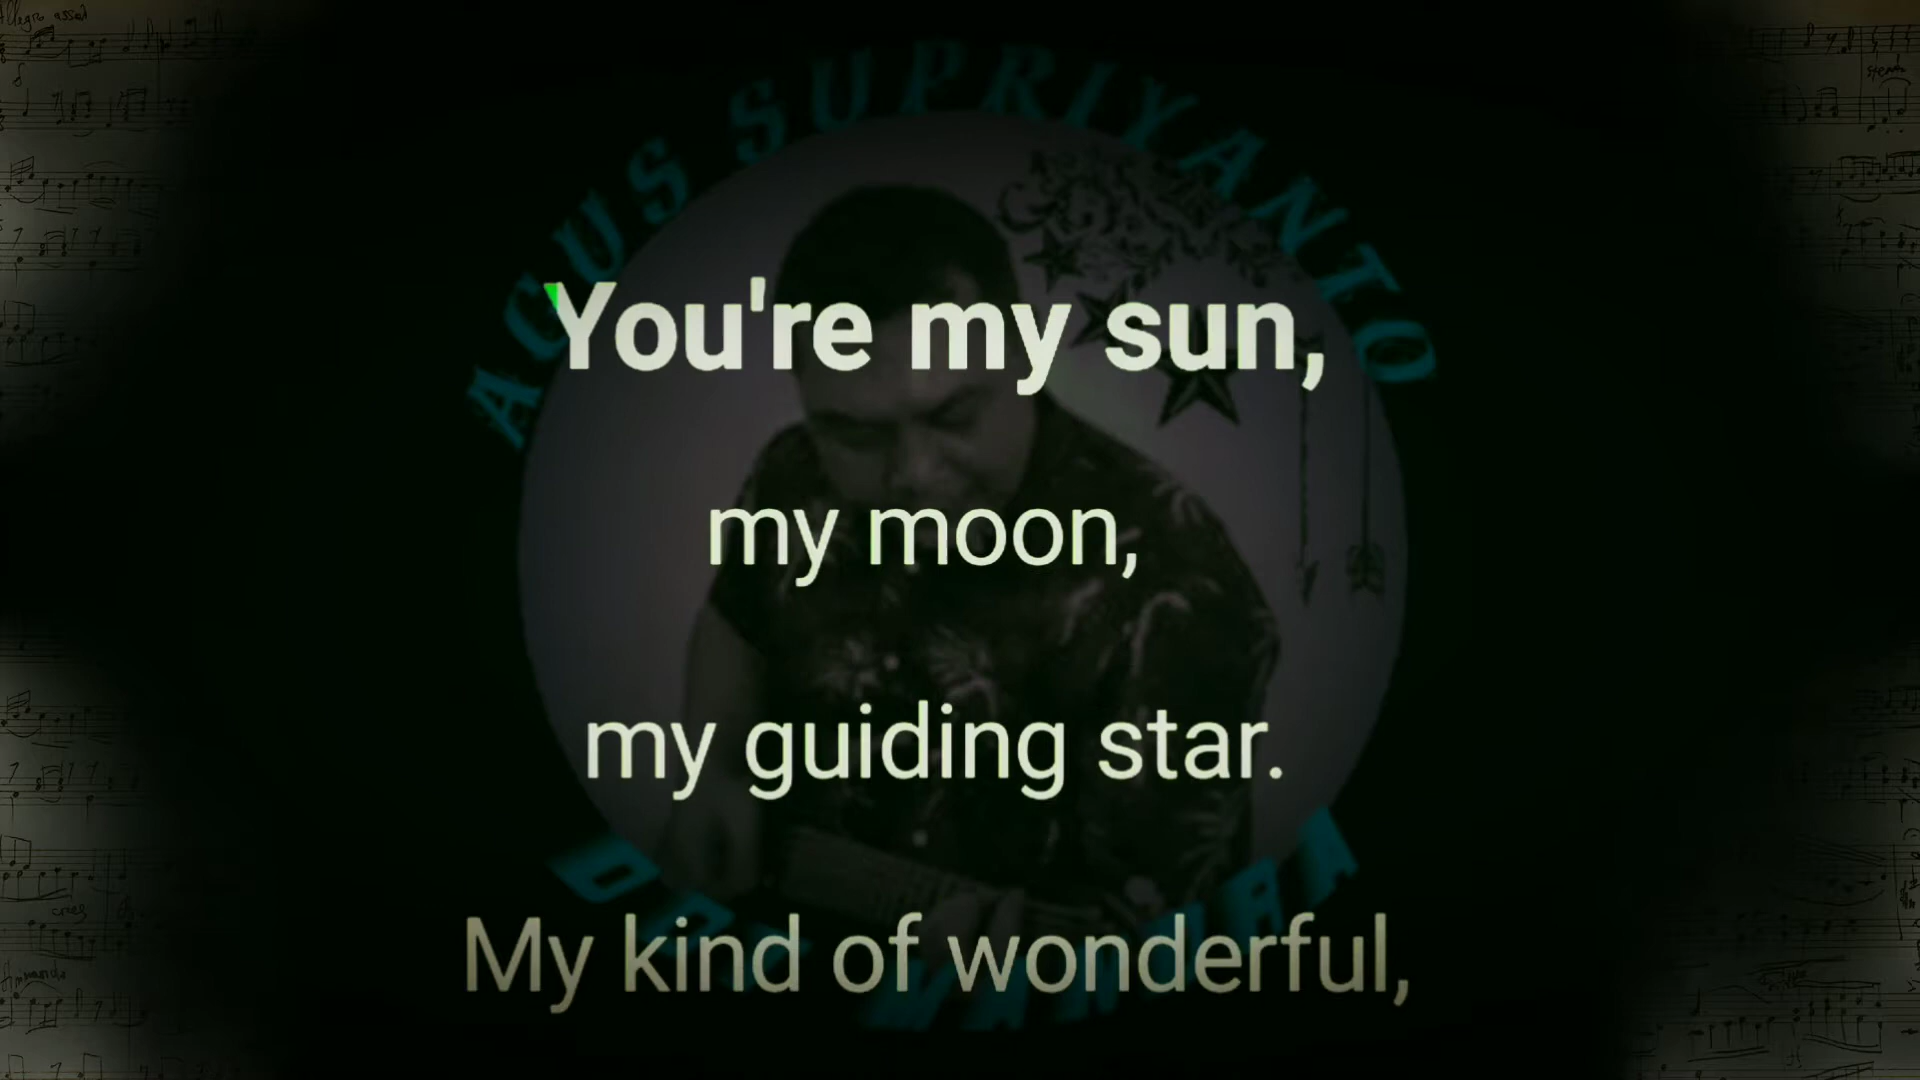 AGUS SUPRIYANTO
You're my sun,
my moon,
my guiding star.
My kind of wonderful,